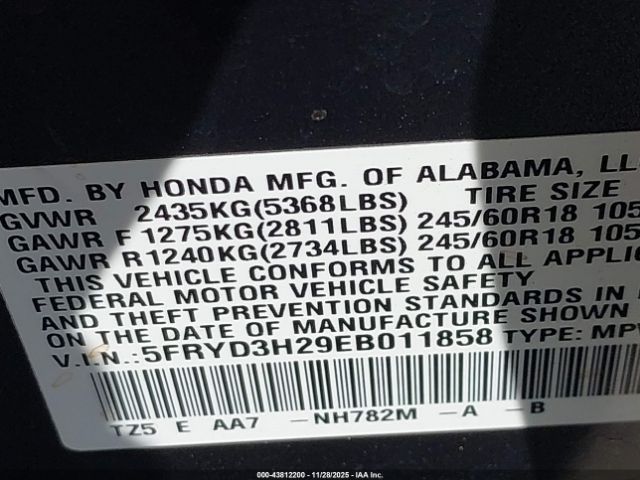 MFD. BY HONDA MFG. OF ALABAMA, LL
GVWR 2435KG(5368LBS) TIRE SIZE
GAWR F 1275KG(2811LBS) 245/60R18 105
GAWR R1240KG(2734LBS) 245/60R18 105
THIS VEHICLE CONFORMS TO ALL APPLIC
FEDERAL MOTOR VEHICLE SAFETY
AND THEFT PREVENTION STANDARDS IN
ON THE DATE OF MANUFACTURE SHOWN
V.I.N.:5FRYD3H29EB011858 TYPE: MP
TZ5 E AA7 -NH782M -A -B
000-43812200 - 11/28/2025 - IAA Inc.